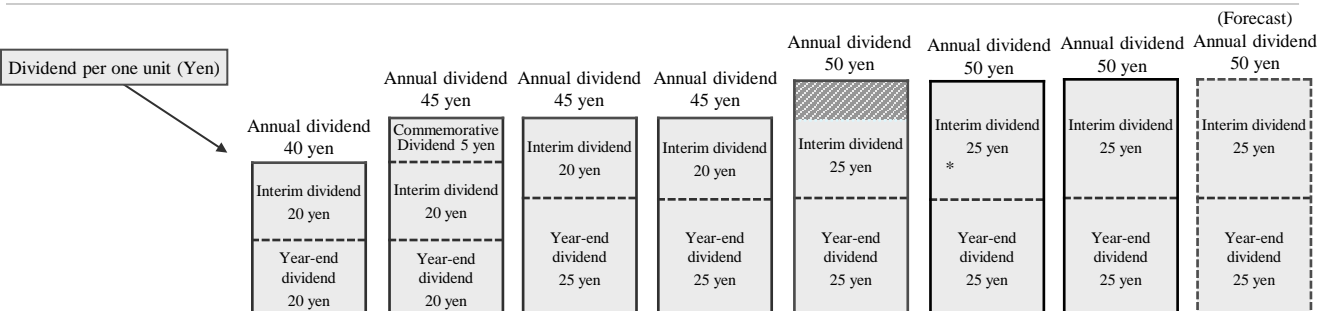 Dividend per one unit (Yen)
Annual dividend
40 yen
Interim dividend
20 yen
Year-end
dividend
20 yen
Annual dividend
45 yen
Commemorative
Dividend 5 yen
Interim dividend
20 yen
Year-end
dividend
20 yen
Annual dividend
45 yen
Interim dividend
20 yen
Year-end
dividend
25 yen
Annual dividend
45 yen
Interim dividend
20 yen
Year-end
dividend
25 yen
Annual dividend
50 yen
Interim dividend
25 yen
Year-end
dividend
25 yen
Annual dividend
50 yen
Interim dividend
25 yen
*
Year-end
dividend
25 yen
Annual dividend
50 yen
Interim dividend
25 yen
Year-end
dividend
25 yen
(Forecast)
Annual dividend
50 yen
Interim dividend
25 yen
Year-end
dividend
25 yen